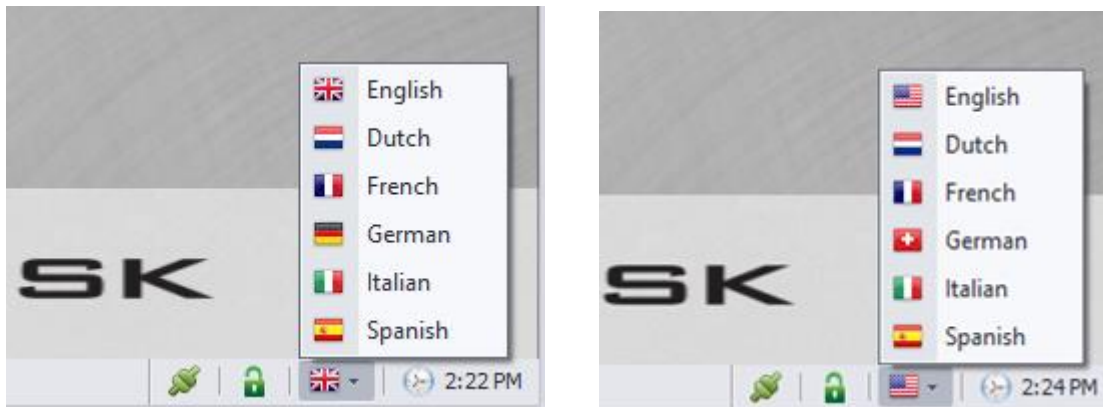 English
Dutch
French
German
Italian
Spanish
SK
2:22 PM
English
Dutch
French
German
Italian
Spanish
SK
2:24 PM